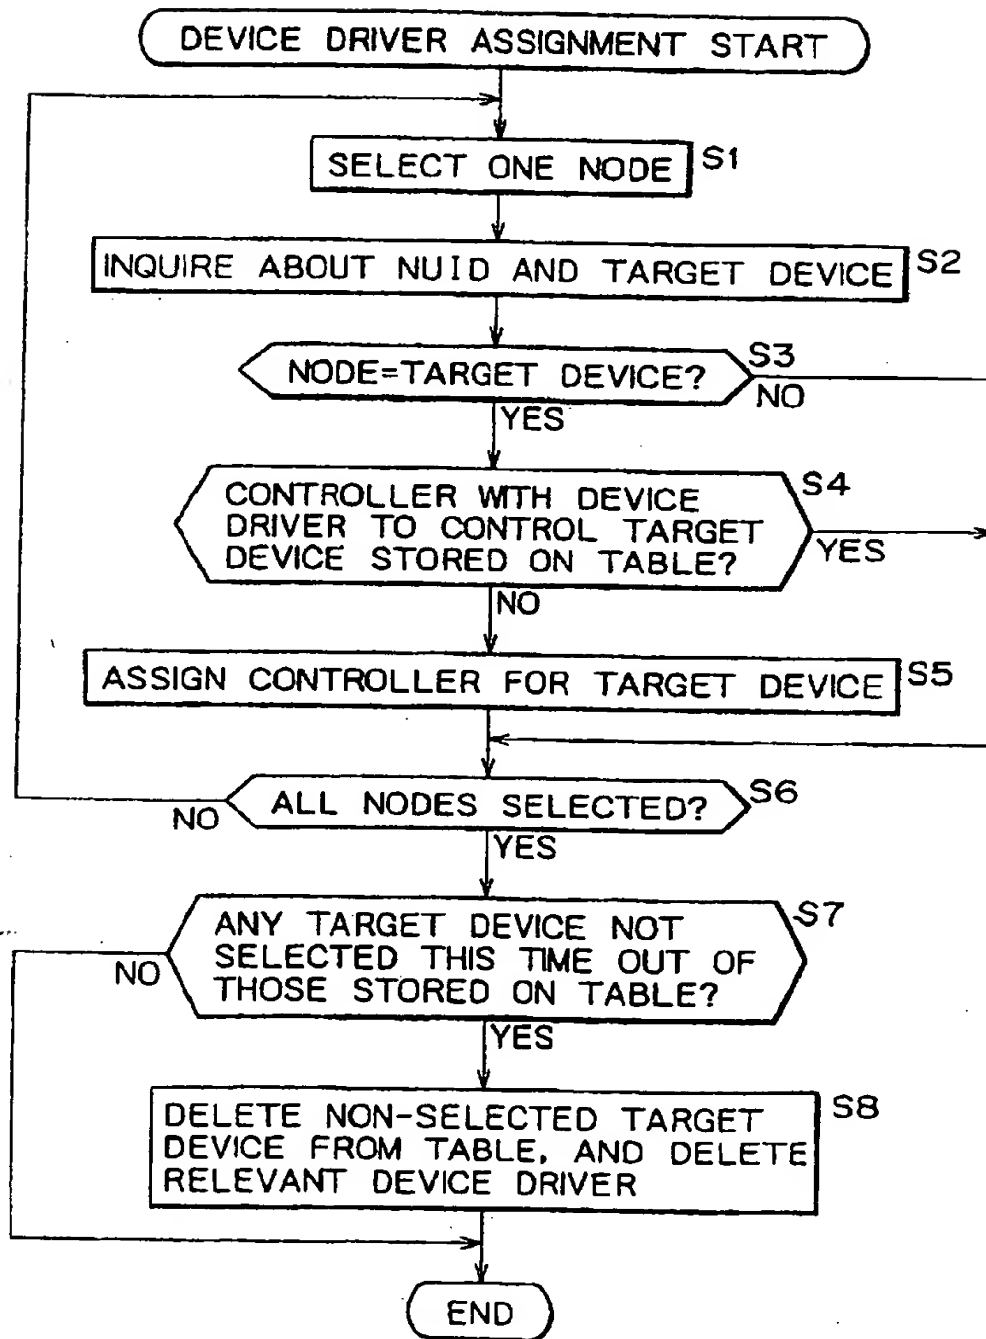 DEVICE DRIVER ASSIGNMENT START
SELECT ONE NODE
S1
INQUIRE ABOUT NUID AND TARGET DEVICE
S2
NODE=TARGET DEVICE?
S3
NO
YES
CONTROLLER WITH DEVICE
DRIVER TO CONTROL TARGET
DEVICE STORED ON TABLE?
S4
YES
NO
ASSIGN CONTROLLER FOR TARGET DEVICE
S5
ALL NODES SELECTED?
S6
NO
YES
ANY TARGET DEVICE NOT
SELECTED THIS TIME OUT OF
THOSE STORED ON TABLE?
S7
NO
YES
DELETE NON-SELECTED TARGET
DEVICE FROM TABLE, AND DELETE
RELEVANT DEVICE DRIVER
S8
END